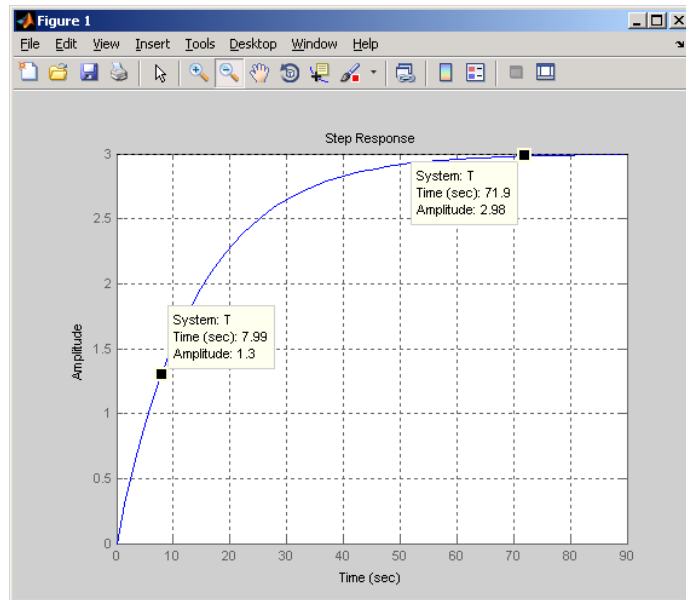 Figure 1
File Edit View Insert Tools Desktop Window Help
Step Response
3
2.5
2
1.5
1
0.5
0
Amplitude
System: T
Time (sec): 71.9
Amplitude: 2.98
System: T
Time (sec): 7.99
Amplitude: 1.3
0 10 20 30 40 50 60 70 80 90
Time (sec)